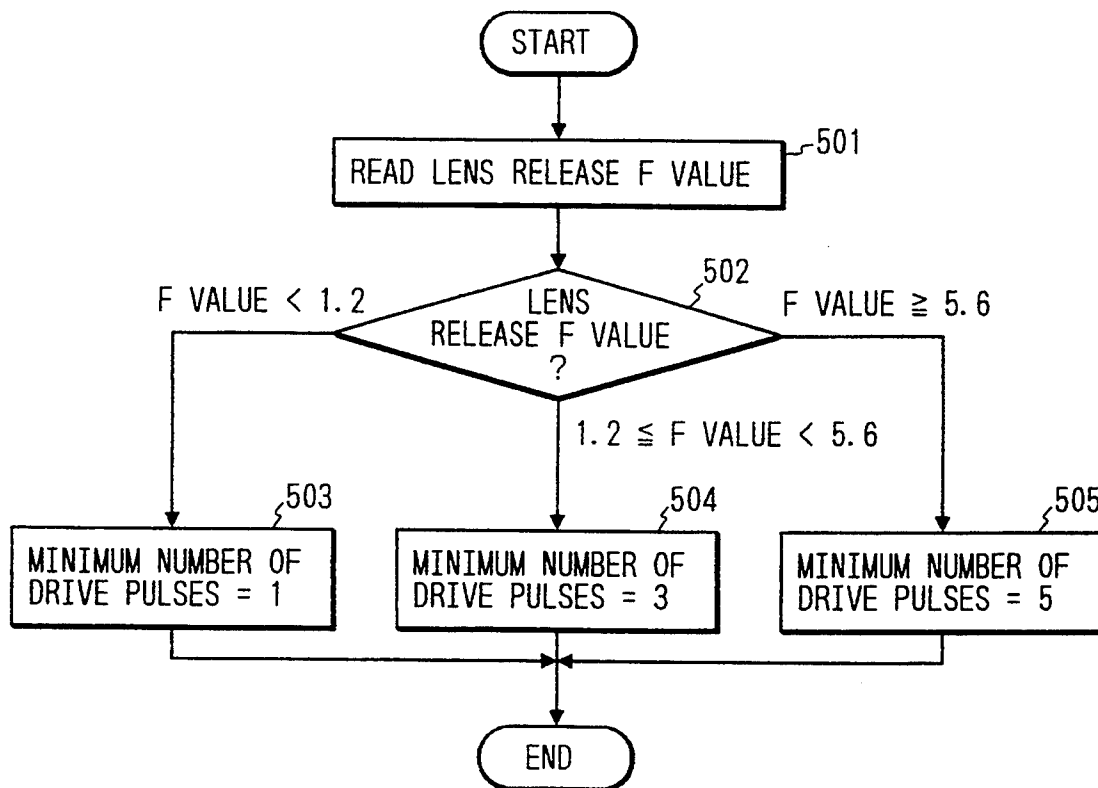 START
501
READ LENS RELEASE F VALUE
502
F VALUE < 1.2
LENS
RELEASE F VALUE
?
F VALUE ≧ 5.6
1.2 ≦ F VALUE < 5.6
503
MINIMUM NUMBER OF
DRIVE PULSES = 1
504
MINIMUM NUMBER OF
DRIVE PULSES = 3
505
MINIMUM NUMBER OF
DRIVE PULSES = 5
END